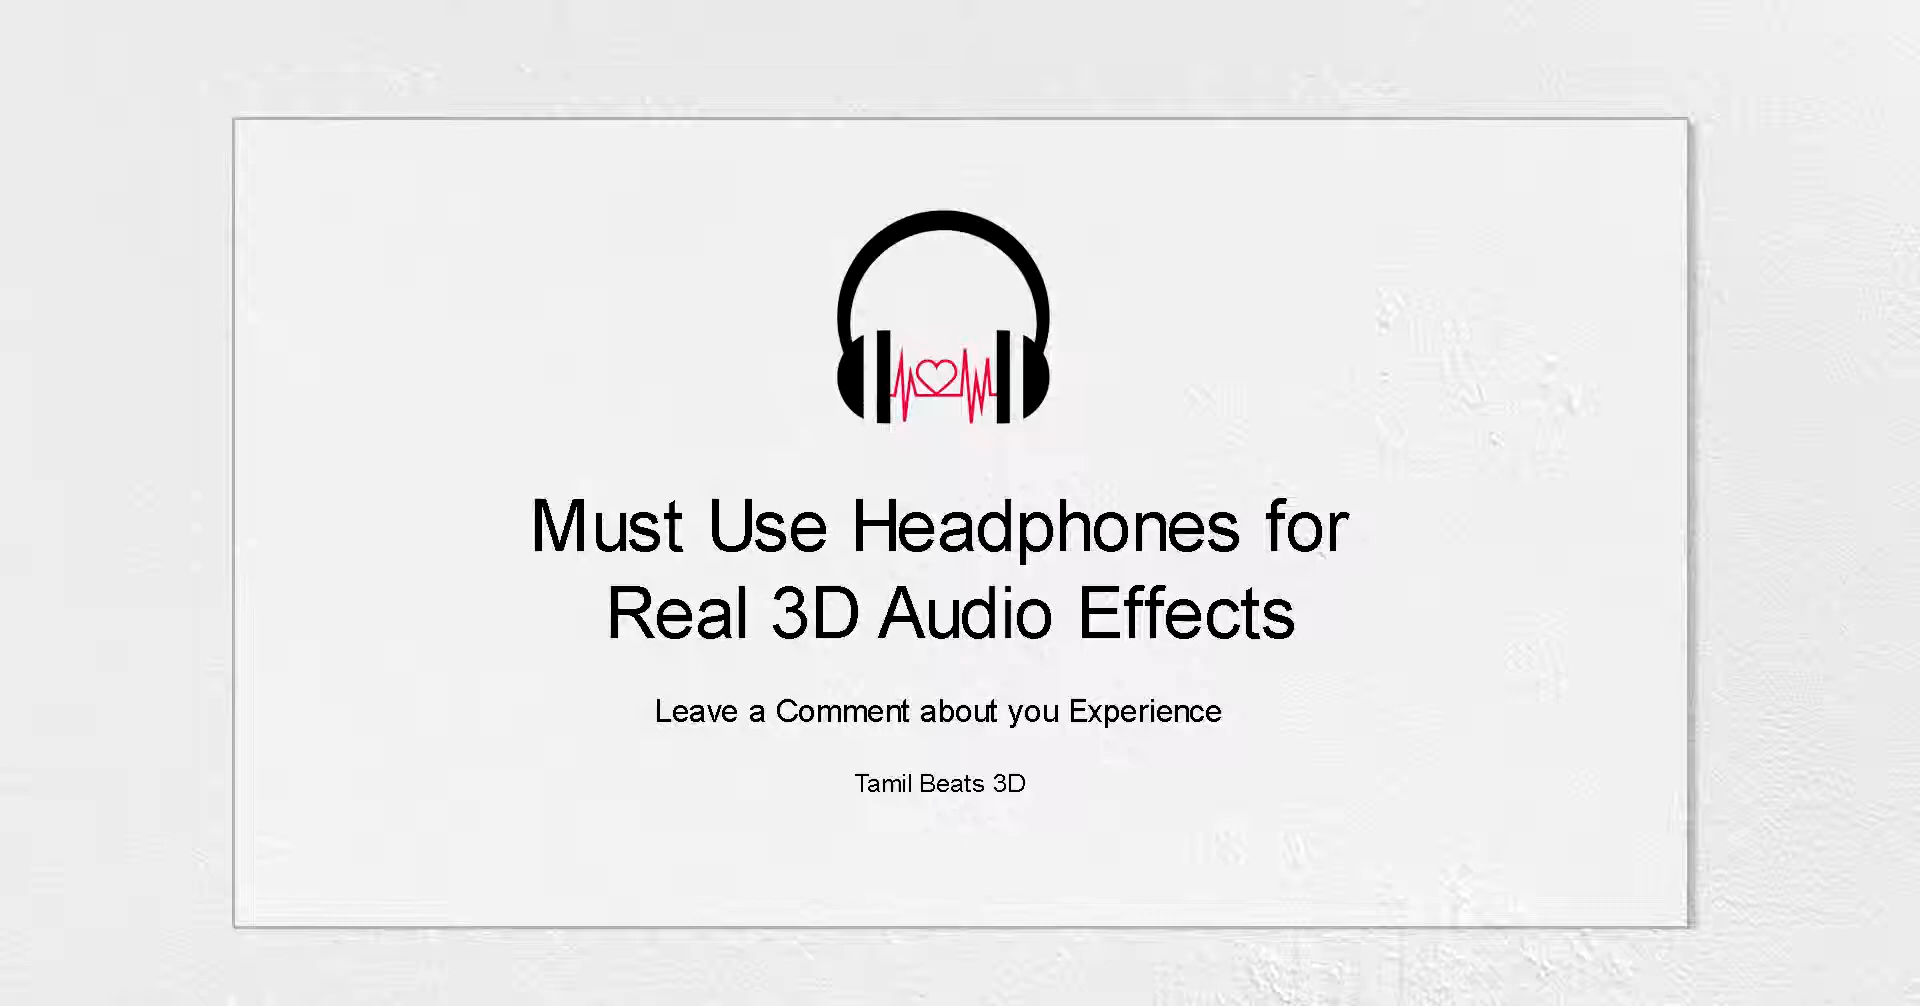 Must Use Headphones for
Real 3D Audio Effects
Leave a Comment about you Experience
Tamil Beats 3D